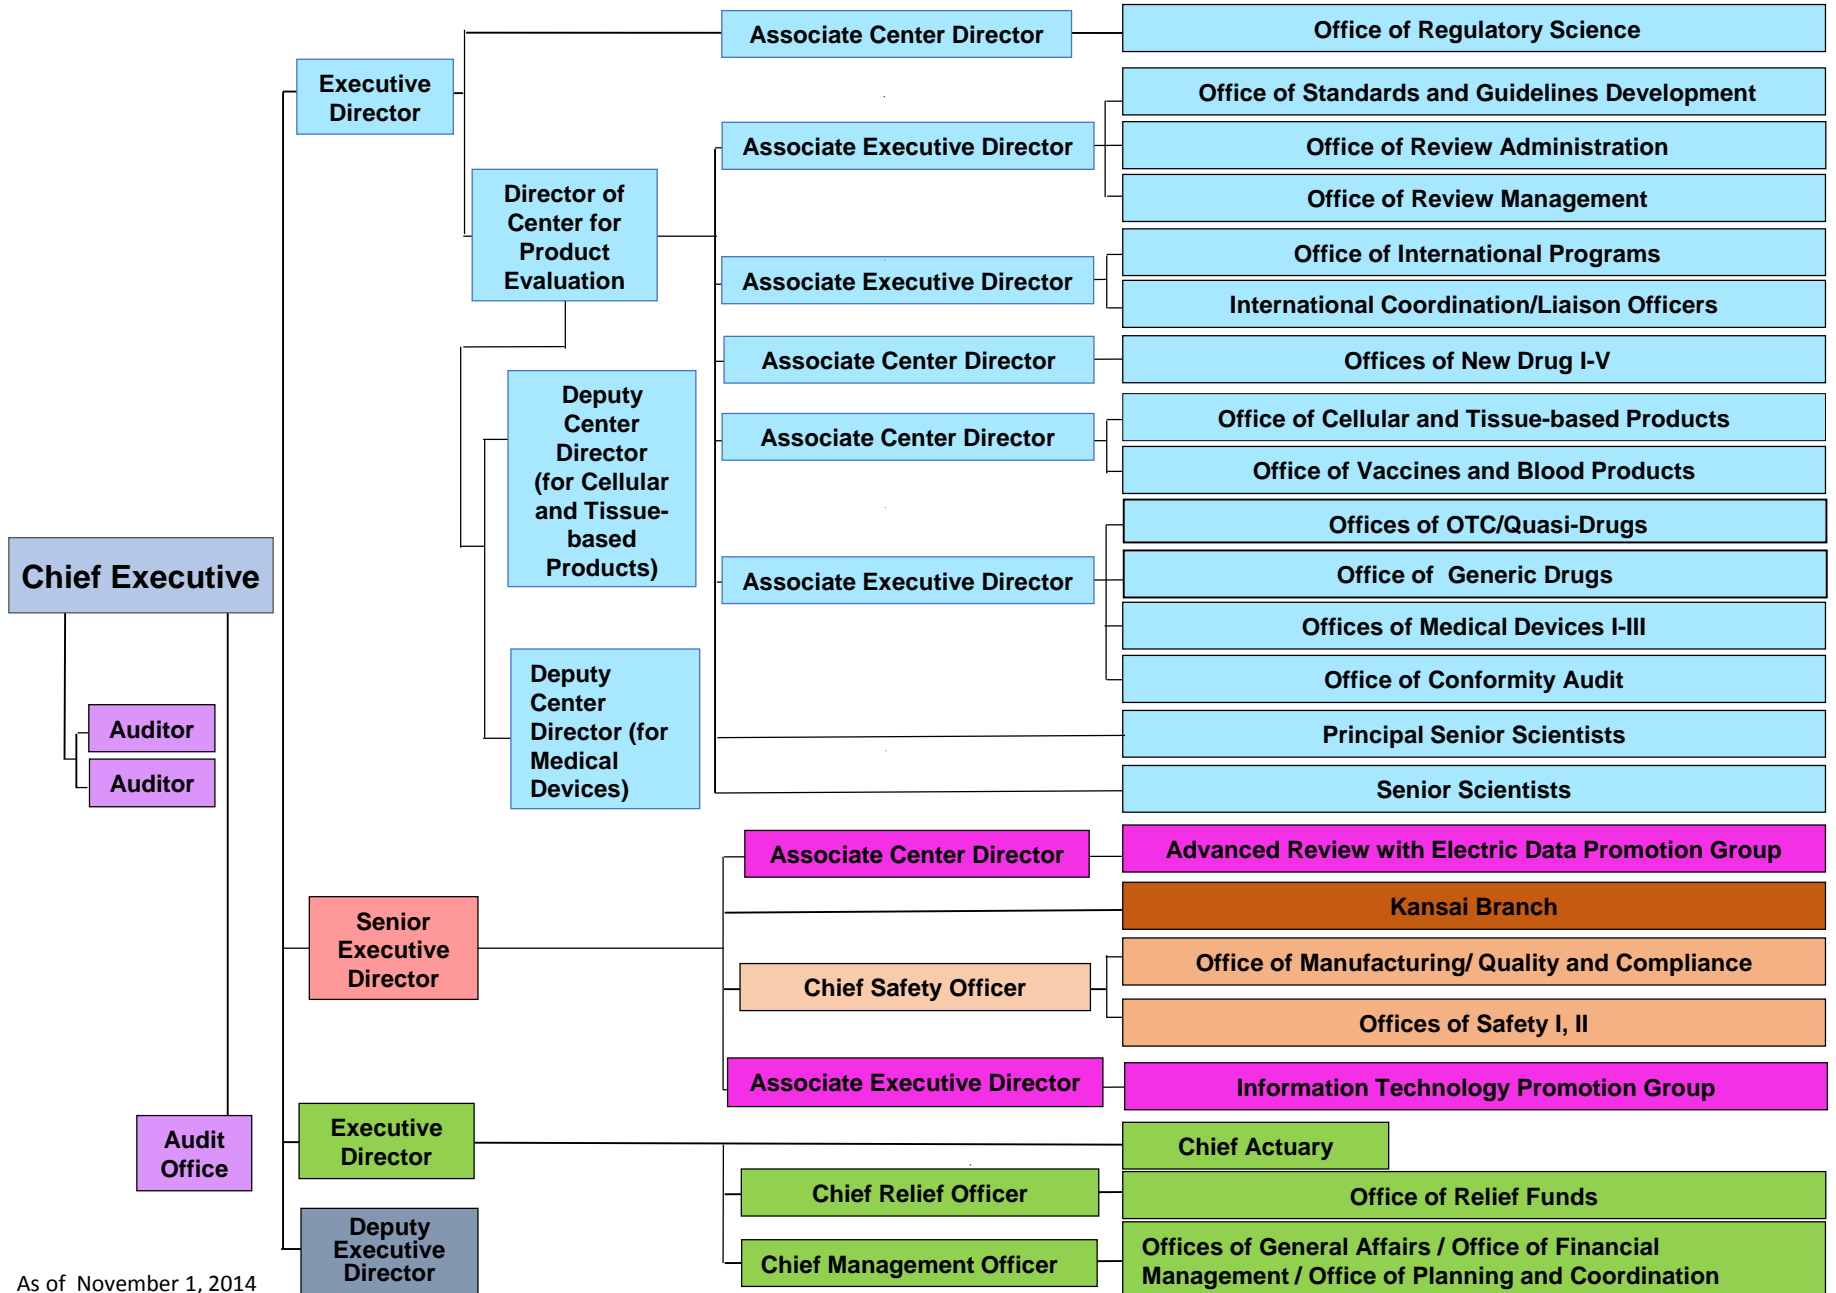 Associate Center Director
Office of Regulatory Science
Executive
Director
Office of Standards and Guidelines Development
Associate Executive Director
Office of Review Administration
Office of Review Management
Director of
Center for
Product
Evaluation
Office of International Programs
Associate Executive Director
International Coordination/Liaison Officers
Associate Center Director
Offices of New Drug I-V
Deputy
Center
Director
(for Cellular
and Tissue-
based
Products)
Associate Center Director
Office of Cellular and Tissue-based Products
Office of Vaccines and Blood Products
Offices of OTC/Quasi-Drugs
Chief Executive
Associate Executive Director
Office of Generic Drugs
Offices of Medical Devices I-III
Office of Conformity Audit
Deputy
Center
Director (for
Medical
Devices)
Auditor
Auditor
Principal Senior Scientists
Senior Scientists
Associate Center Director
Advanced Review with Electric Data Promotion Group
Kansai Branch
Senior
Executive
Director
Chief Safety Officer
Office of Manufacturing/ Quality and Compliance
Offices of Safety I, II
Associate Executive Director
Information Technology Promotion Group
Audit
Office
Executive
Director
Chief Actuary
Chief Relief Officer
Office of Relief Funds
Deputy
Executive
Director
Chief Management Officer
Offices of General Affairs / Office of Financial
Management / Office of Planning and Coordination
As of November 1, 2014